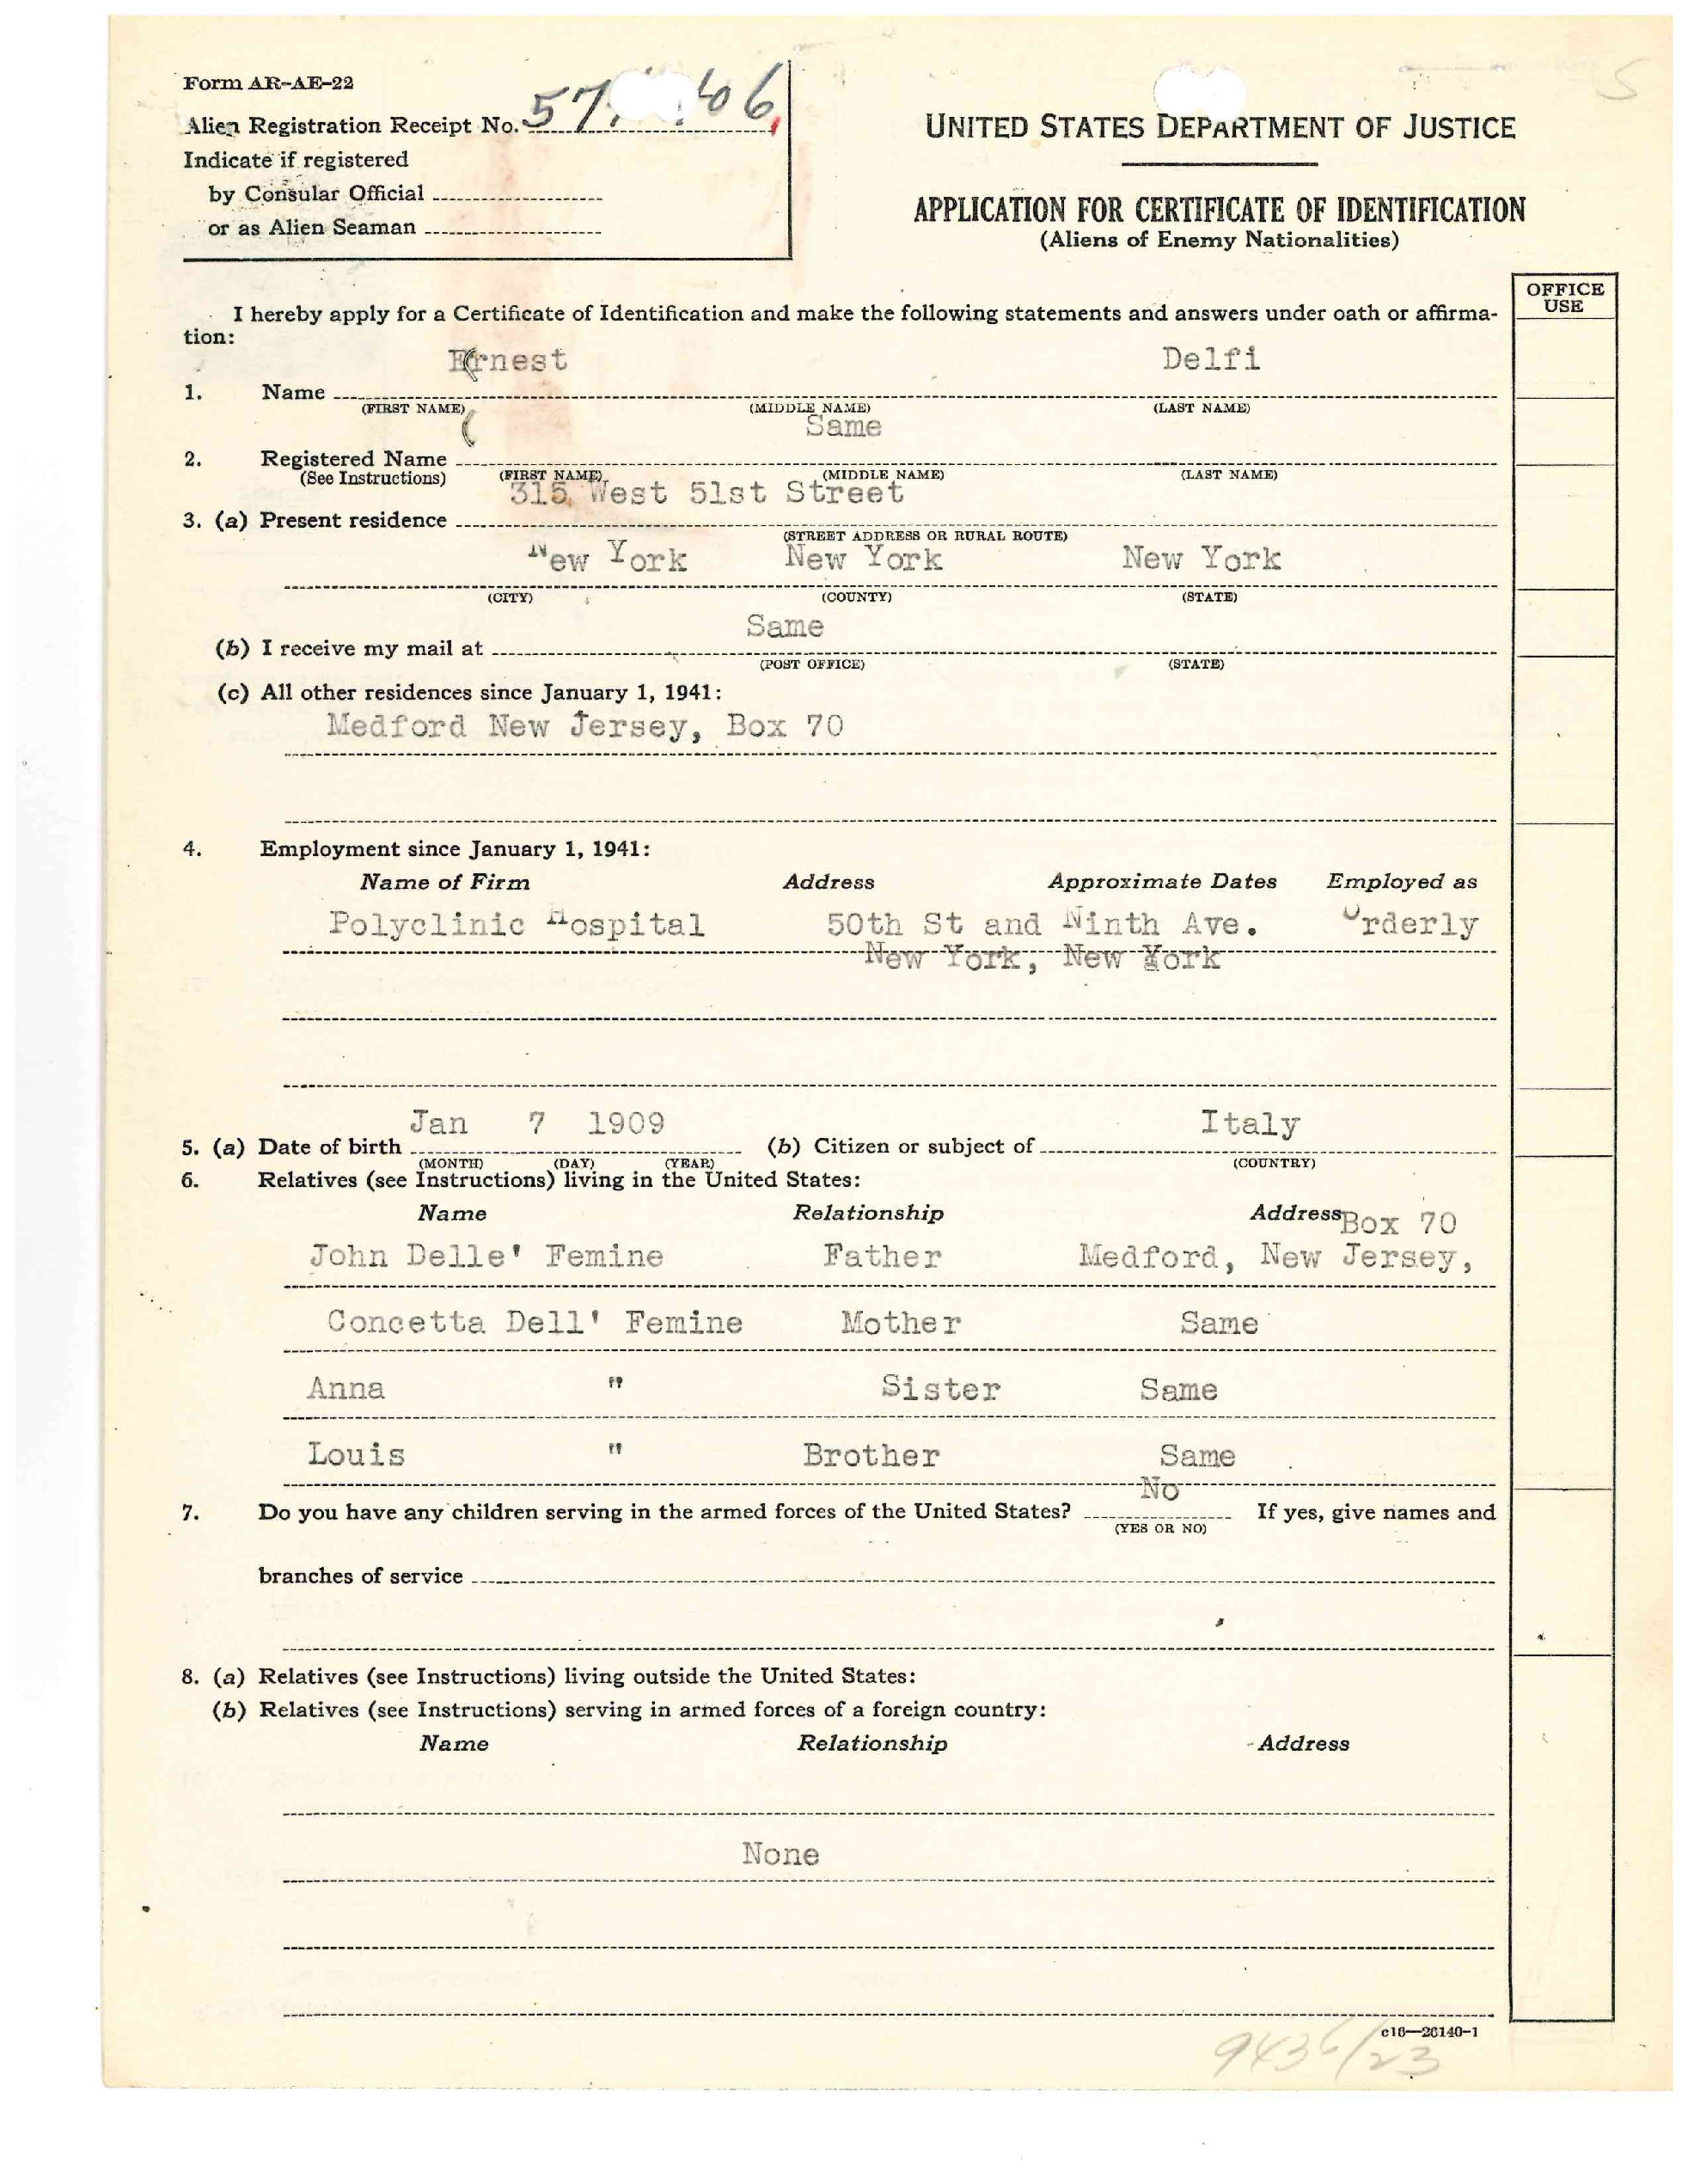 Form AR-AE-22
Alien Registration Receipt No. 57, 06
Indicate if registered
by Consular Official
or as Alien Seaman
UNITED STATES DEPARTMENT OF JUSTICE
APPLICATION FOR CERTIFICATE OF IDENTIFICATION
(Aliens of Enemy Nationalities)
OFFICE
USE
I hereby apply for a Certificate of Identification and make the following statements and answers under oath or affirma-
tion:
Ernest Delfi
1. Name
(FIRST NAME) (MIDDLE NAME) (LAST NAME)
Same
2. Registered Name
(See Instructions) (FIRST NAME) (MIDDLE NAME) (LAST NAME)
315 West 51st Street
3. (a) Present residence
(STREET ADDRESS OR RURAL ROUTE)
New York New York New York
(CITY) (COUNTY) (STATE)
Same
(b) I receive my mail at
(POST OFFICE) (STATE)
(c) All other residences since January 1, 1941:
Medford New Jersey, Box 70
4. Employment since January 1, 1941:
Name of Firm Address Approximate Dates Employed as
Polyclinic Hospital 50th St and Ninth Ave. Orderly
New York, New York
Jan 7 1909 Italy
5. (a) Date of birth (b) Citizen or subject of
(MONTH) (DAY) (YEAR) (COUNTRY)
6. Relatives (see Instructions) living in the United States:
Name Relationship Address Box 70
John Delle' Femine Father Medford, New Jersey,
Concetta Dell' Femine Mother Same
Anna " Sister Same
Louis " Brother Same
No
7. Do you have any children serving in the armed forces of the United States? If yes, give names and
(YES OR NO)
branches of service
8. (a) Relatives (see Instructions) living outside the United States:
(b) Relatives (see Instructions) serving in armed forces of a foreign country:
Name Relationship Address
None
c16—26140-1